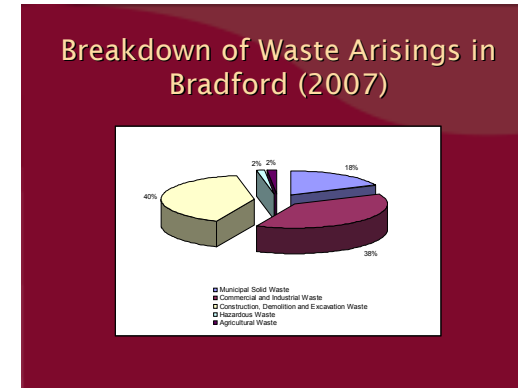 Breakdown of Waste Arisings in
Bradford (2007)
2% 2%
18%
40%
38%
Municipal Solid Waste
Commercial and Industrial Waste
Construction, Demolition and Excavation Waste
Hazardous Waste
Agricultural Waste